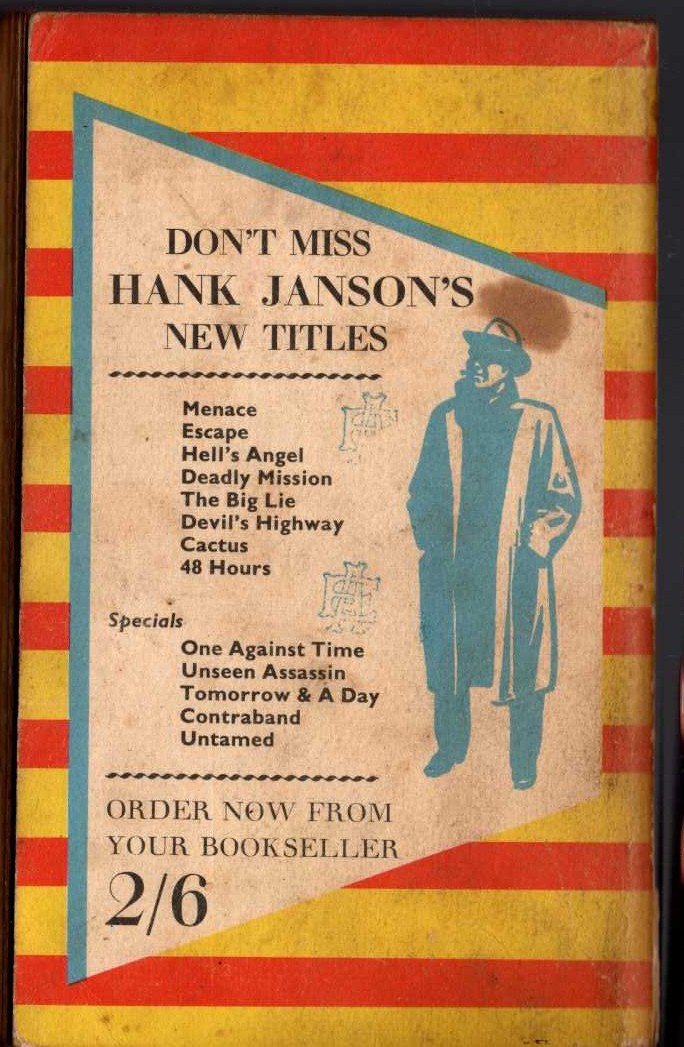 DON'T MISS
HANK JANSON'S
NEW TITLES
Menace
Escape
Hell's Angel
Deadly Mission
The Big Lie
Devil's Highway
Cactus
48 Hours
Specials
One Against Time
Unseen Assassin
Tomorrow & A Day
Contraband
Untamed
ORDER NOW FROM
YOUR BOOKSELLER
2/6